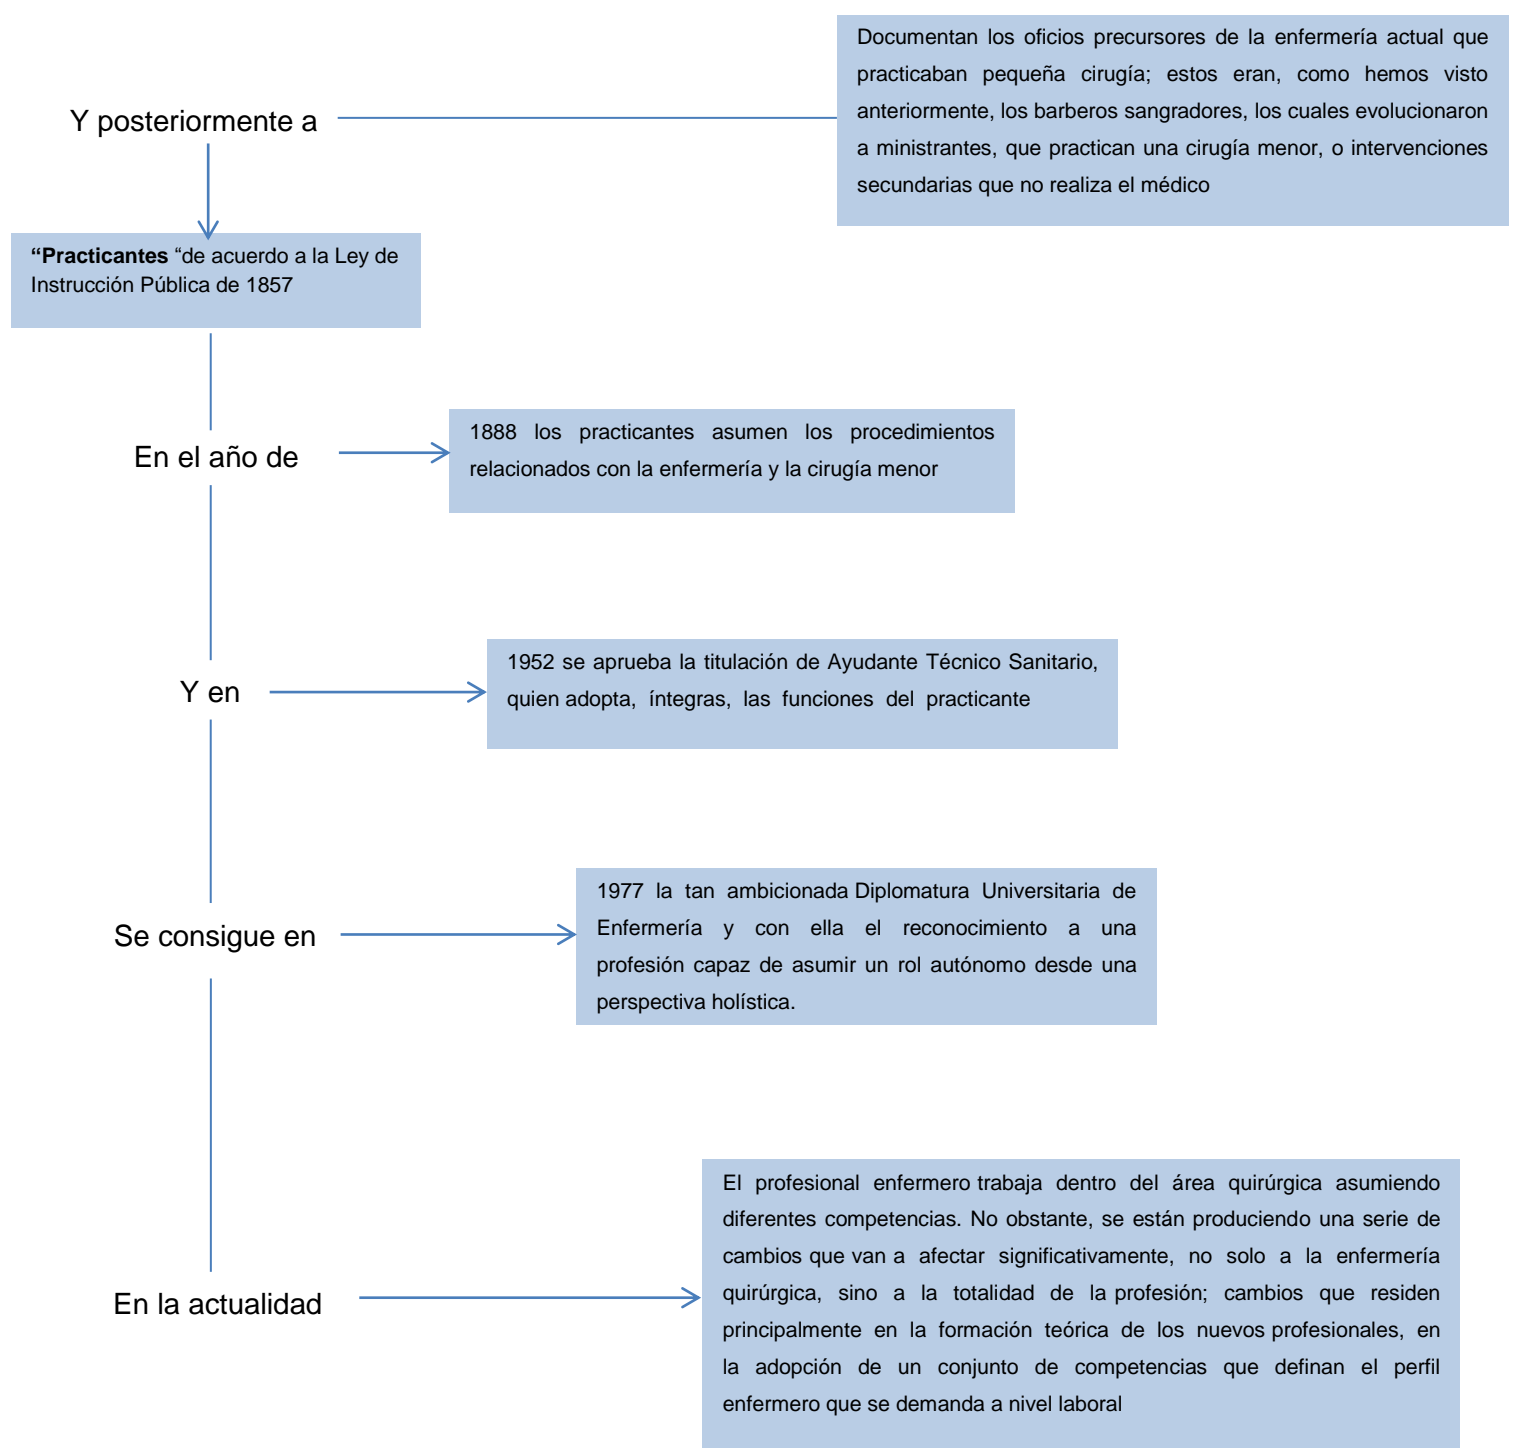 Documentan los oficios precursores de la enfermería actual que
practicaban pequeña cirugía; estos eran, como hemos visto
anteriormente, los barberos sangradores, los cuales evolucionaron
a ministrantes, que practican una cirugía menor, o intervenciones
secundarias que no realiza el médico
Y posteriormente a
“Practicantes “de acuerdo a la Ley de
Instrucción Pública de 1857
En el año de
1888 los practicantes asumen los procedimientos
relacionados con la enfermería y la cirugía menor
Y en
1952 se aprueba la titulación de Ayudante Técnico Sanitario,
quien adopta, íntegras, las funciones del practicante
Se consigue en
1977 la tan ambicionada Diplomatura Universitaria de
Enfermería y con ella el reconocimiento a una
profesión capaz de asumir un rol autónomo desde una
perspectiva holística.
En la actualidad
El profesional enfermero trabaja dentro del área quirúrgica asumiendo
diferentes competencias. No obstante, se están produciendo una serie de
cambios que van a afectar significativamente, no solo a la enfermería
quirúrgica, sino a la totalidad de la profesión; cambios que residen
principalmente en la formación teórica de los nuevos profesionales, en
la adopción de un conjunto de competencias que definan el perfil
enfermero que se demanda a nivel laboral